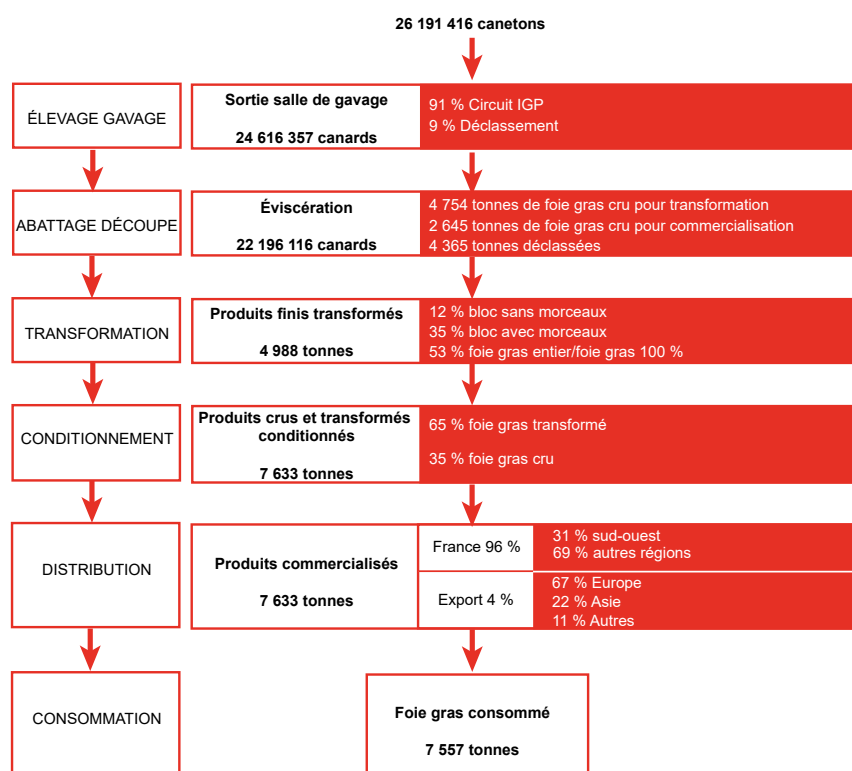 26 191 416 canetons
ÉLEVAGE GAVAGE
Sortie salle de gavage
24 616 357 canards
91 % Circuit IGP
9 % Déclassement
ABATTAGE DÉCOUPE
Éviscération
22 196 116 canards
4 754 tonnes de foie gras cru pour transformation
2 645 tonnes de foie gras cru pour commercialisation
4 365 tonnes déclassées
TRANSFORMATION
Produits finis transformés
4 988 tonnes
12 % bloc sans morceaux
35 % bloc avec morceaux
53 % foie gras entier/foie gras 100 %
CONDITIONNEMENT
Produits crus et transformés
conditionnés
7 633 tonnes
65 % foie gras transformé
35 % foie gras cru
DISTRIBUTION
Produits commercialisés
7 633 tonnes
France 96 %
31 % sud-ouest
69 % autres régions
Export 4 %
67 % Europe
22 % Asie
11 % Autres
CONSOMMATION
Foie gras consommé
7 557 tonnes